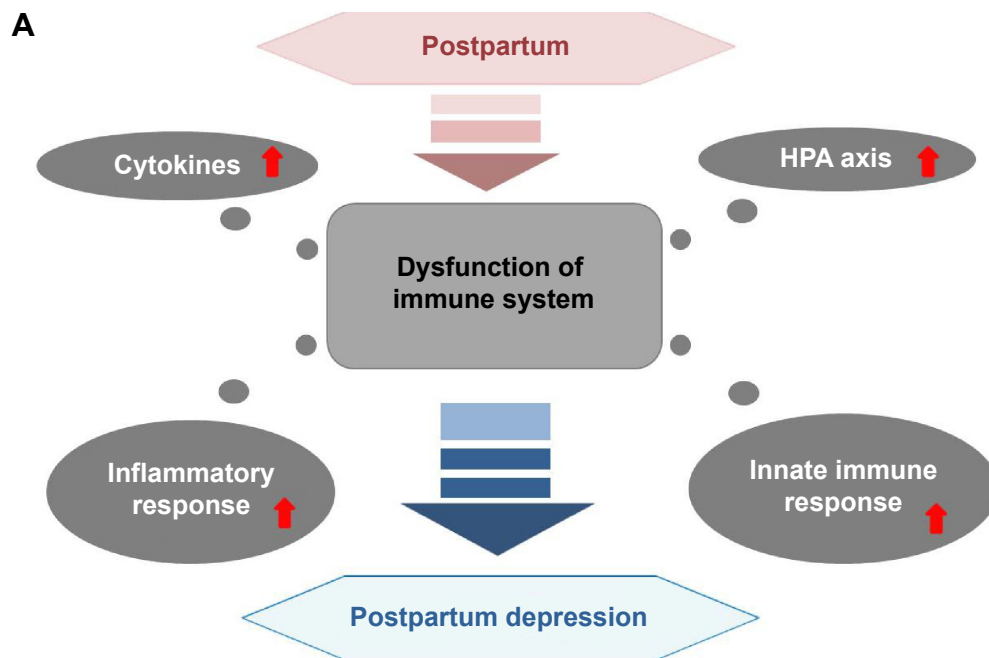 A
Postpartum
Cytokines
HPA axis
Dysfunction of
immune system
Inflammatory
response
Innate immune
response
Postpartum depression